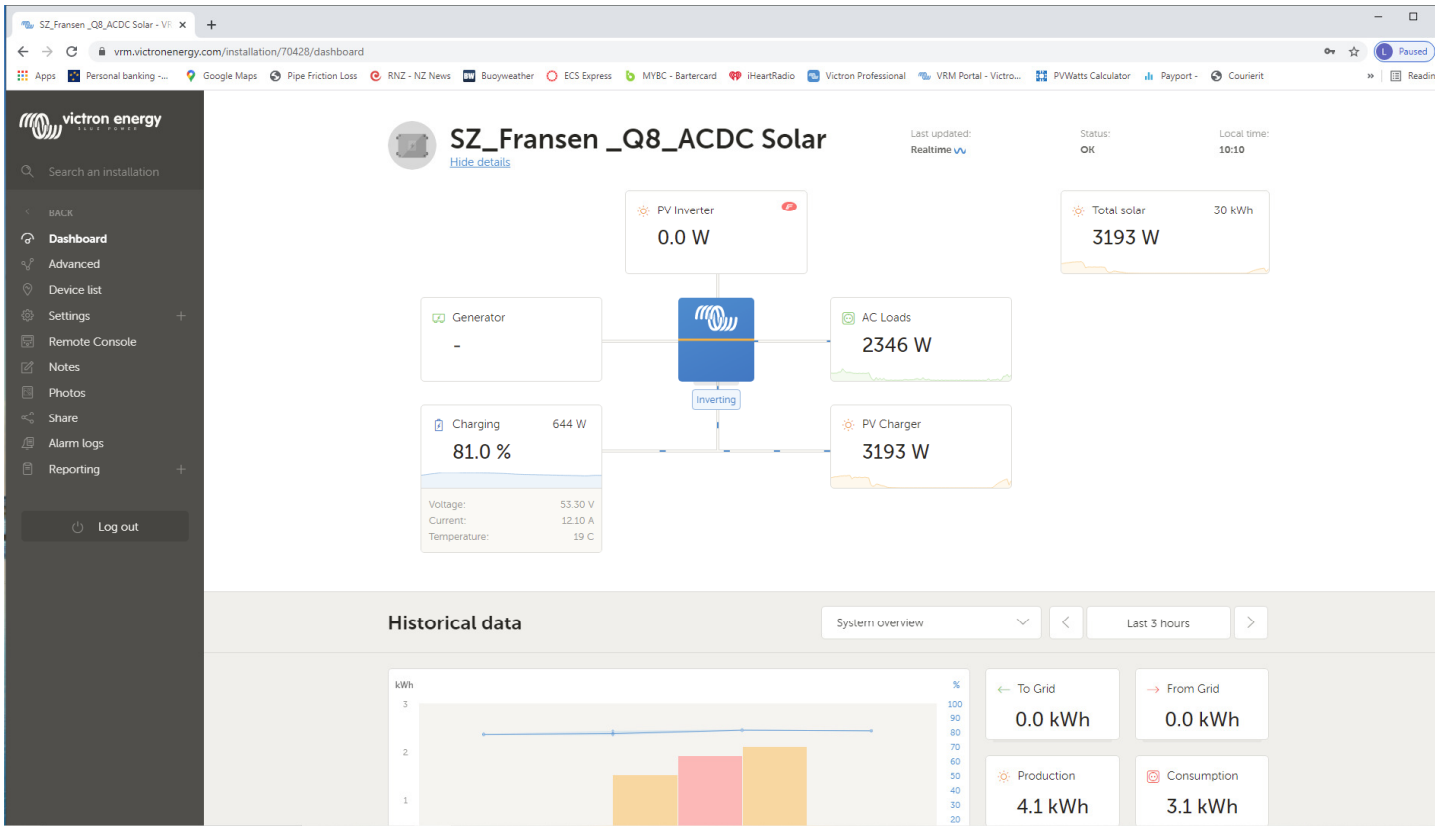 SZ_Fransen _Q8_ACDC Solar - VR
vrm.victronenergy.com/installation/70428/dashboard
L Paused
Apps Personal banking -... Google Maps Pipe Friction Loss RNZ - NZ News BW Buoyweather ECS Express MYBC - Bartercard iHeartRadio Victron Professional VRM Portal - Victro... PVWatts Calculator Payport - Courierit » Readin
victron energy
BLUE POWER
Search an installation
BACK
Dashboard
Advanced
Device list
Settings
Remote Console
Notes
Photos
Share
Alarm logs
Reporting
Log out
SZ_Fransen _Q8_ACDC Solar
Hide details
Last updated:
Realtime
Status:
OK
Local time:
10:10
PV Inverter
0.0 W
Total solar 30 kWh
3193 W
Generator
-
AC Loads
2346 W
Inverting
Charging 644 W
81.0 %
Voltage: 53.30 V
Current: 12.10 A
Temperature: 19 C
PV Charger
3193 W
Historical data
System overview
Last 3 hours
kWh
3
2
1
%
100
90
80
70
60
50
40
30
20
To Grid
0.0 kWh
From Grid
0.0 kWh
Production
4.1 kWh
Consumption
3.1 kWh